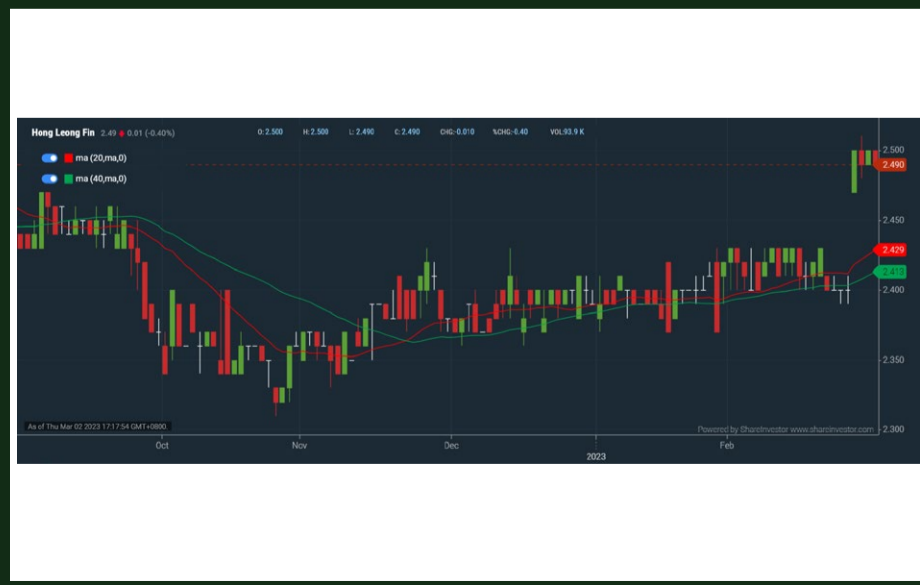 Hong Leong Fin 2.49 0.01 (-0.40%) O:2.500 H:2.500 L:2.490 C:2.490 CHG:-0.010 %CHG:-0.40 VOL:93.9 K
ma (20,ma,0)
ma (40,ma,0)
2.500
2.490
2.450
2.429
2.413
2.400
2.350
2.300
As of Thu Mar 02 2023 17:17:54 GMT+0800
Powered by ShareInvestor www.shareinvestor.com
Oct Nov Dec 2023 Feb